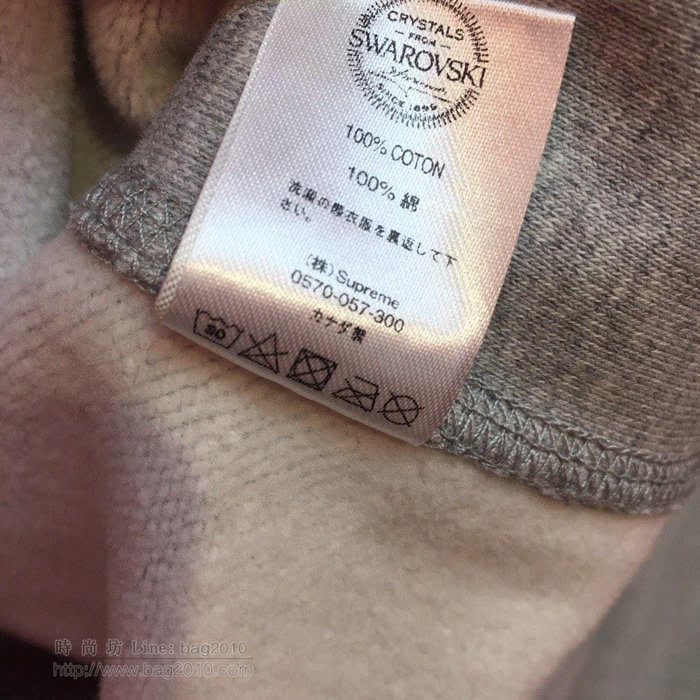 CRYSTALS
FROM
SWAROVSKI
SINCE 1895
100% COTON
100% 綿
洗濯の際衣服を裏返して下
さい。
(株) Supreme
0570-057-300
カナダ製
30
時尚坊 Line: bag2010
http://www.bag2010.com